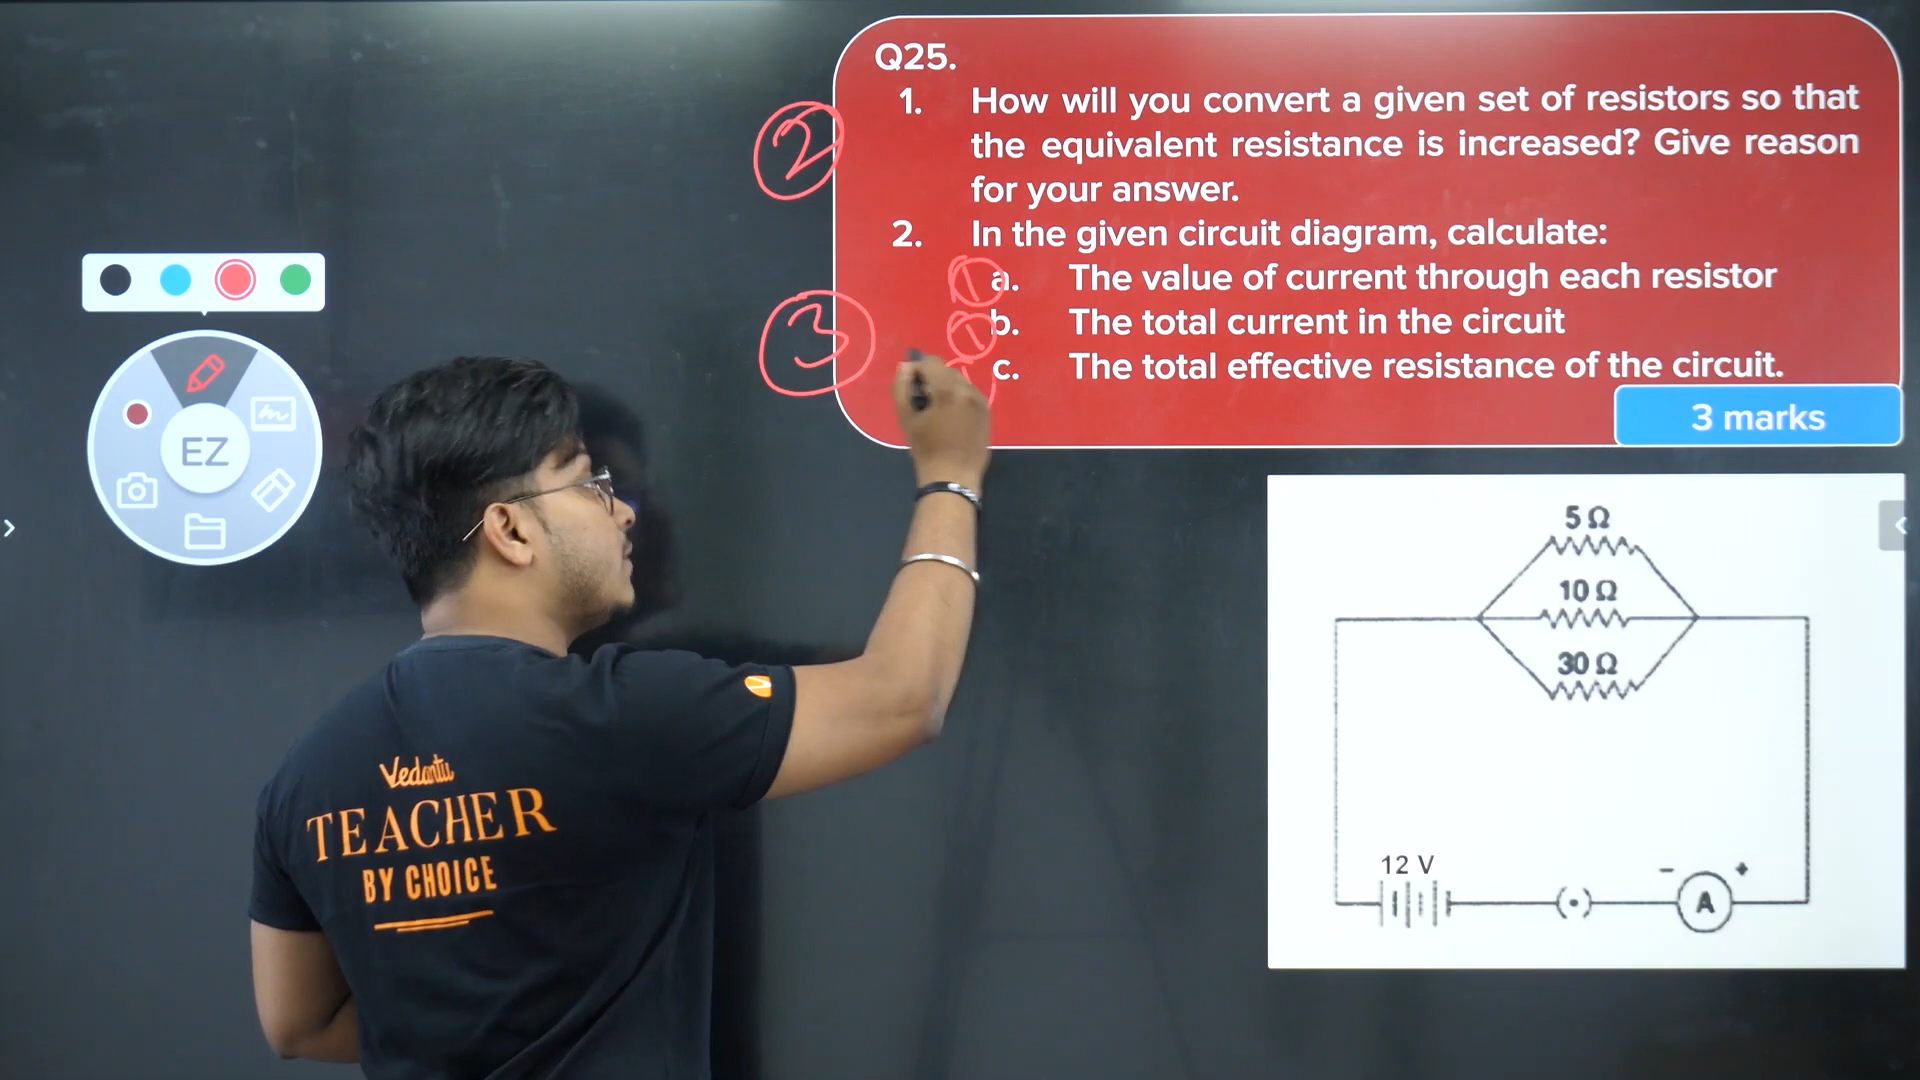 Q25.
1. How will you convert a given set of resistors so that
the equivalent resistance is increased? Give reason
for your answer.
2. In the given circuit diagram, calculate:
a. The value of current through each resistor
b. The total current in the circuit
c. The total effective resistance of the circuit.
3 marks
2
3
1
1
EZ
5 Ω
10 Ω
30 Ω
12 V
- +
A
Vedantu
TEACHER
BY CHOICE